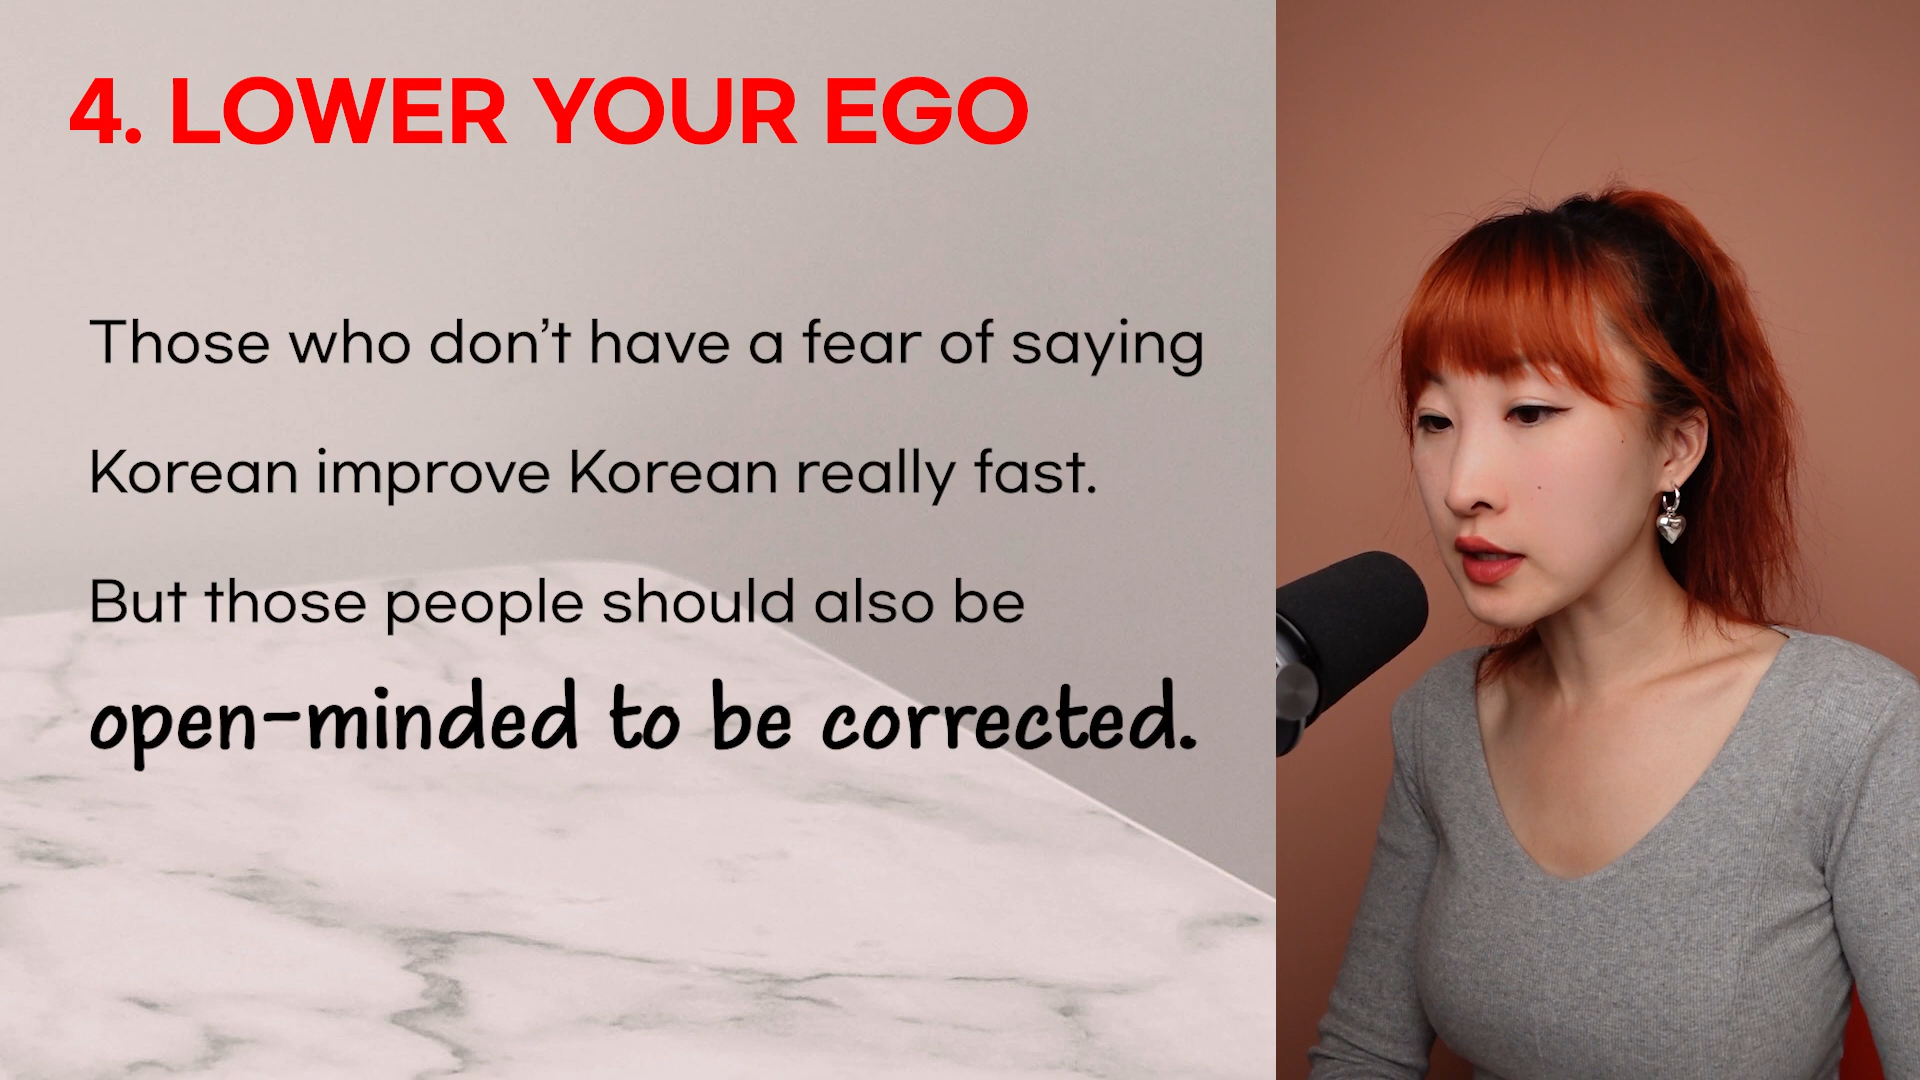 4. LOWER YOUR EGO
Those who don’t have a fear of saying
Korean improve Korean really fast.
But those people should also be
open-minded to be corrected.